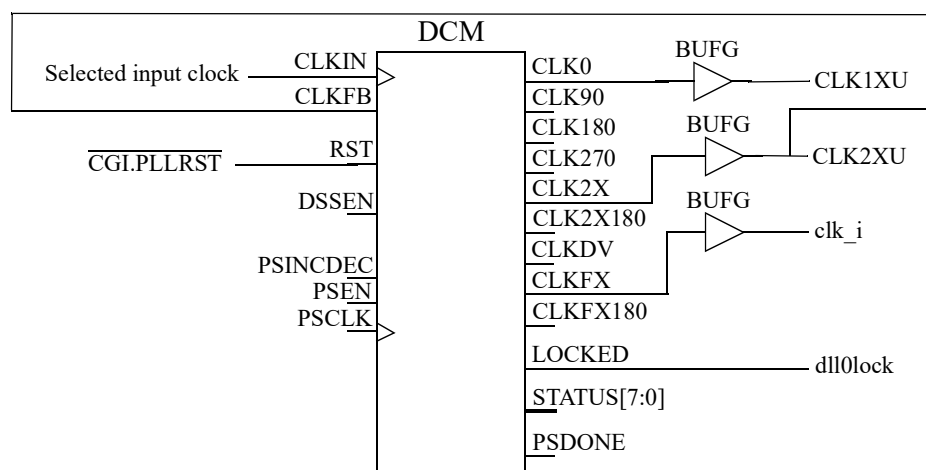 DCM
BUFG
CLKIN
CLK0
Selected input clock
CLK1XU
CLKFB
CLK90
BUFG
CLK180
CGI.PLLRST
RST
CLK270
CLK2XU
CLK2X
BUFG
DSSEN
CLK2X180
clk_i
CLKDV
PSINCDEC
CLKFX
PSEN
CLKFX180
PSCLK
LOCKED
dll0lock
STATUS[7:0]
PSDONE